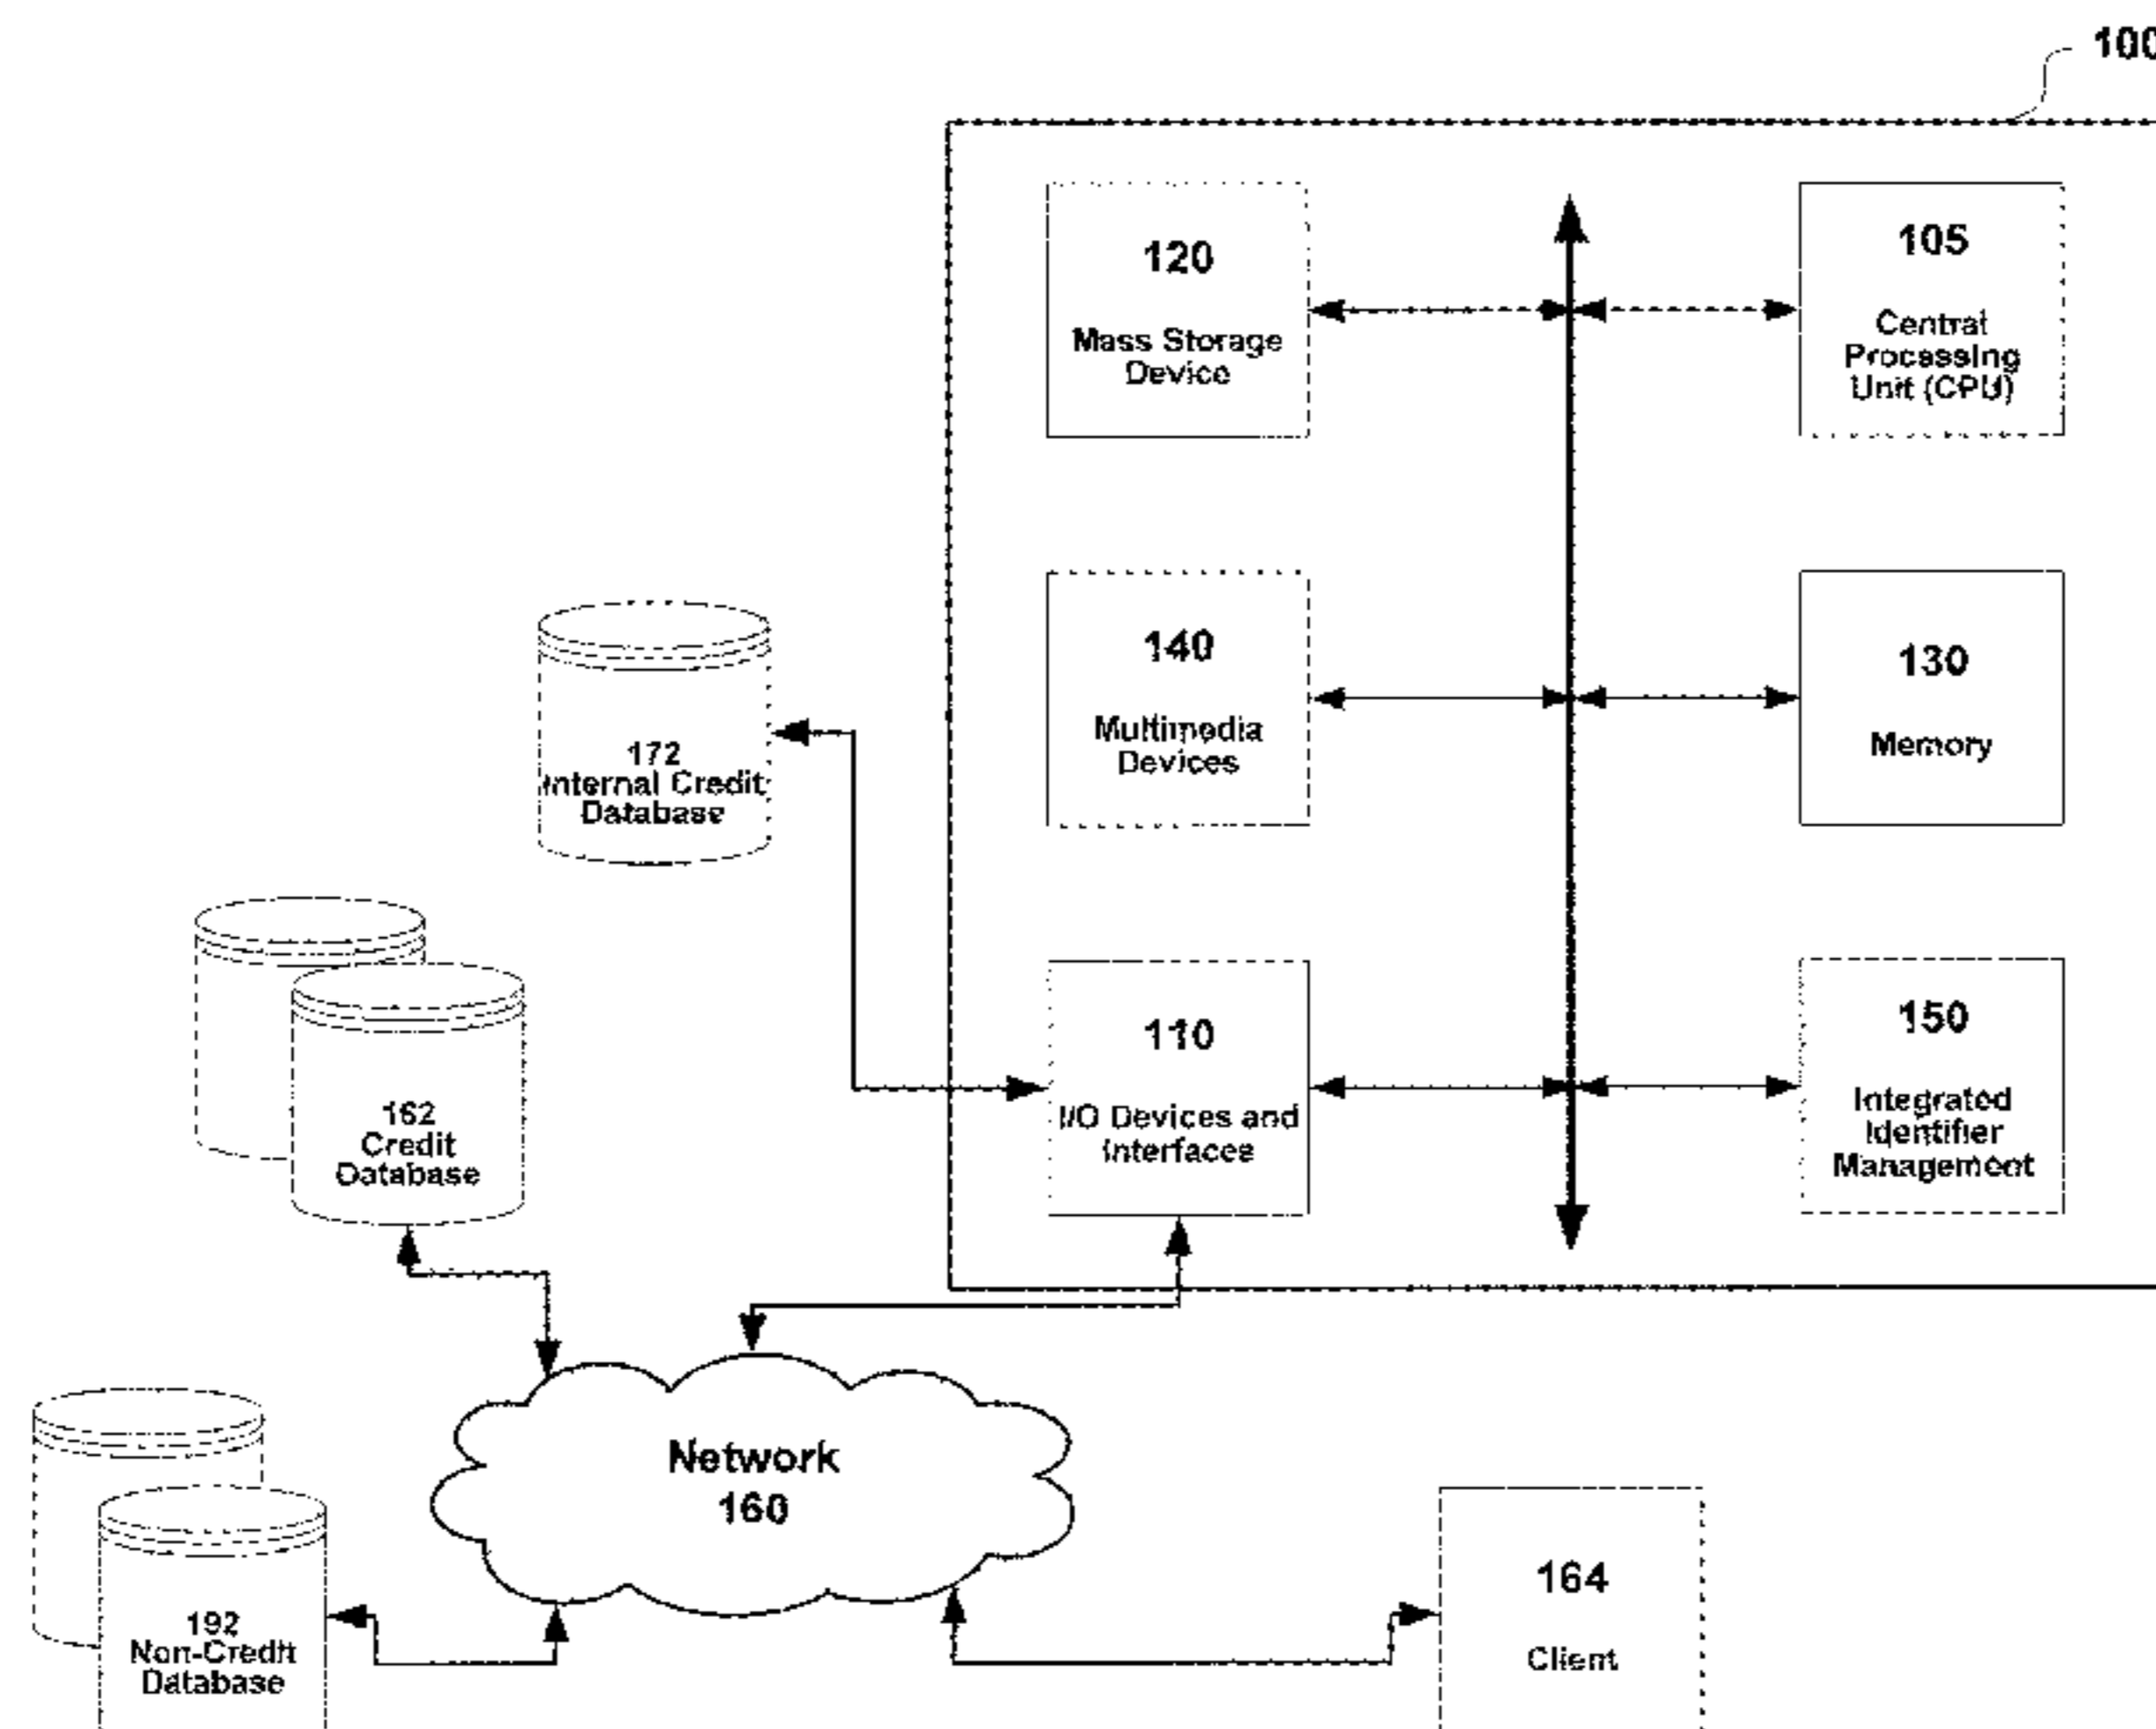 100
120
Mass Storage
Device
105
Central
Processing
Unit (CPU)
140
Multimedia
Devices
130
Memory
172
Internal Credit
Database
110
I/O Devices and
Interfaces
150
Integrated
Identifier
Management
162
Credit
Database
Network
160
192
Non-Credit
Database
164
Client